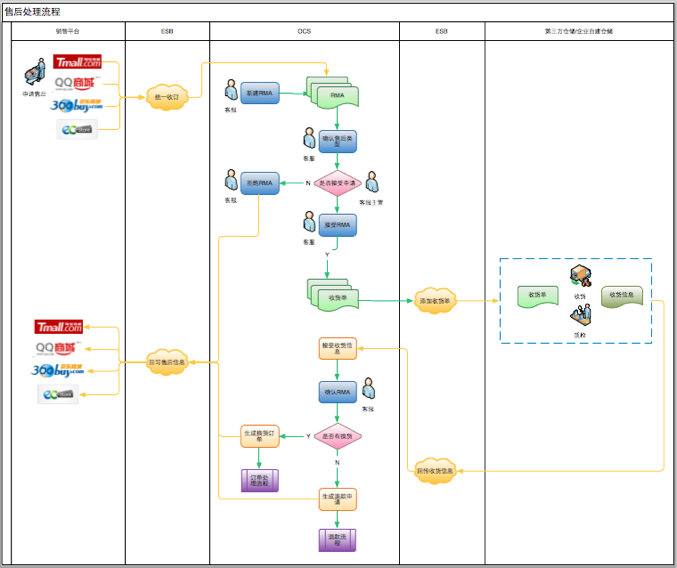 售后处理流程
销售平台
ESB
OCS
ESB
第三方仓储/企业自建仓储
Tmall.com
QQ商城
360buy.com
申请售后
统一收订
新建RMA
客服
RMA
确认售后类
型
客服
是否接受申请
N
拒绝RMA
客服
客服主管
接受RMA
客服
Y
收货单
添加收货单
收货单
收货
收货信息
质检
Tmall.com
QQ商城
360buy.com
回写售后信息
接受收货信
息
确认RMA
客服
是否有换货
Y
生成换货订
单
N
订单处
理流程
回传收货信息
生成退款申
请
退款流
程